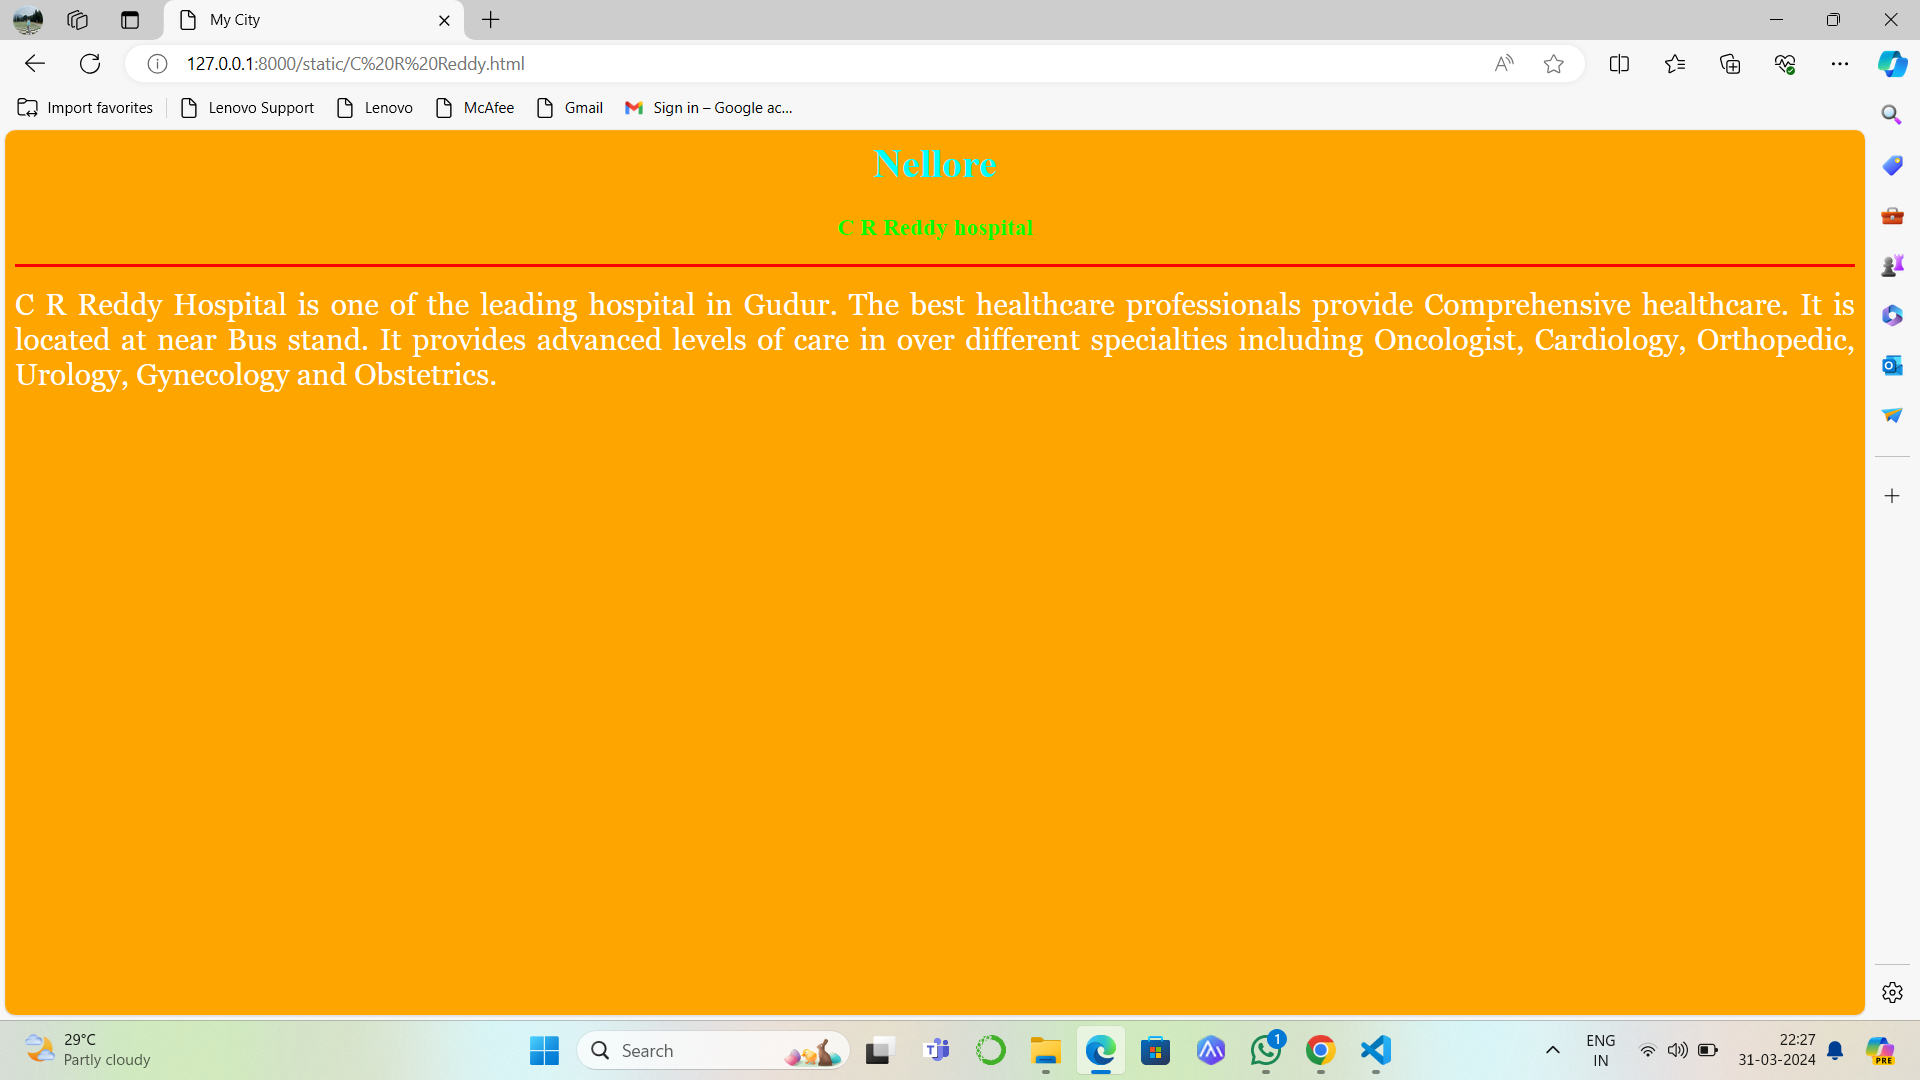 My City
127.0.0.1:8000/static/C%20R%20Reddy.html
Import favorites Lenovo Support Lenovo McAfee Gmail Sign in – Google ac...
Nellore
C R Reddy hospital
C R Reddy Hospital is one of the leading hospital in Gudur. The best healthcare professionals provide Comprehensive healthcare. It is
located at near Bus stand. It provides advanced levels of care in over different specialties including Oncologist, Cardiology, Orthopedic,
Urology, Gynecology and Obstetrics.
29°C
Partly cloudy
Search
1
ENG
IN
22:27
31-03-2024
PRE